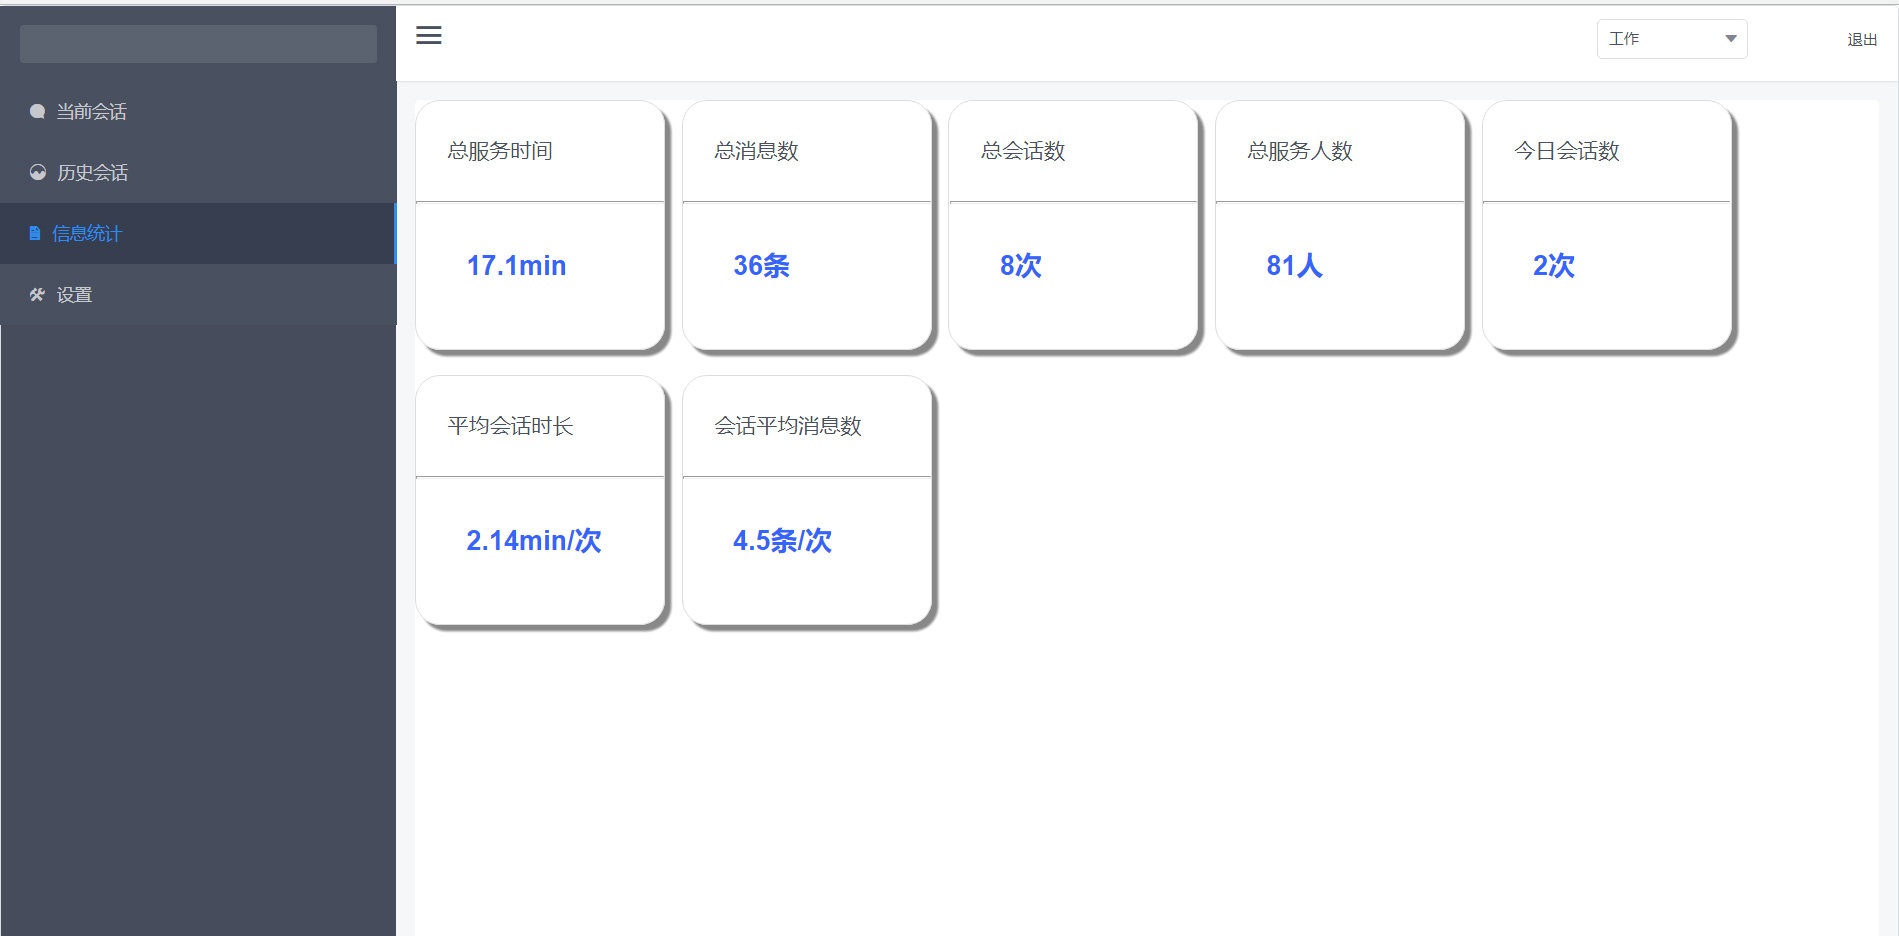 工作
退出
当前会话
历史会话
信息统计
设置
总服务时间
17.1min
总消息数
36条
总会话数
8次
总服务人数
81人
今日会话数
2次
平均会话时长
2.14min/次
会话平均消息数
4.5条/次